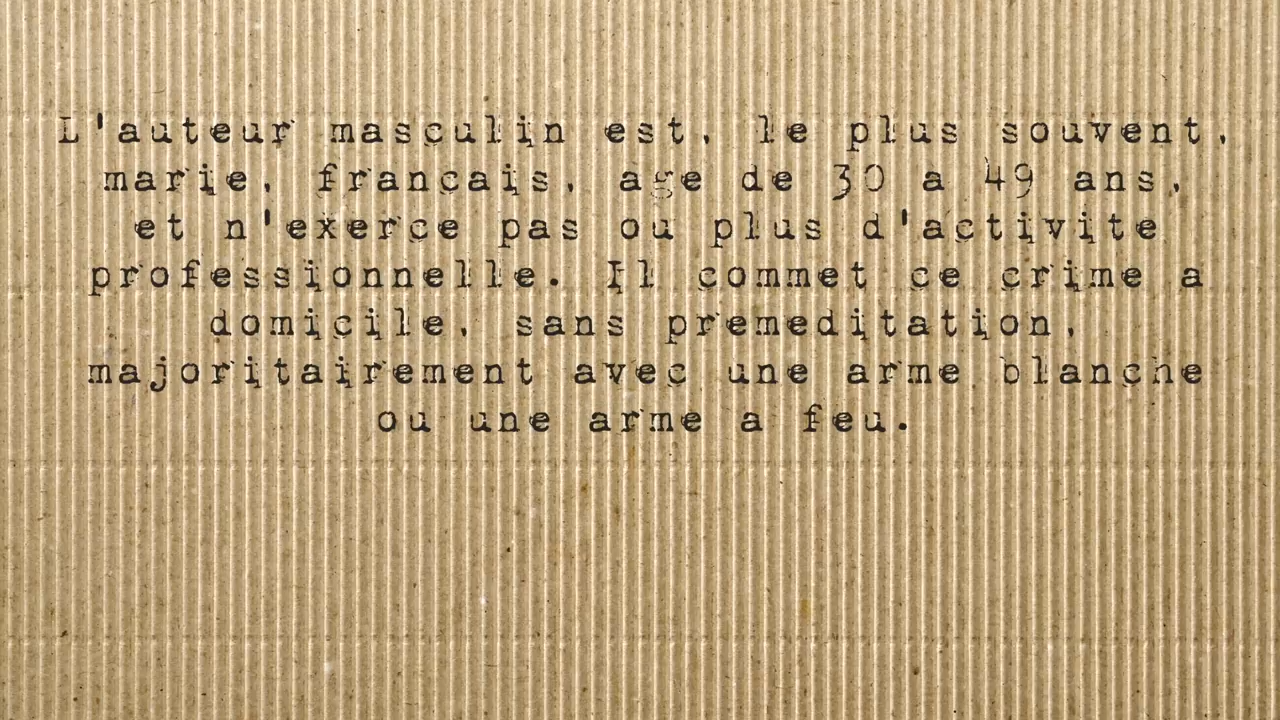 L'auteur masculin est, le plus souvent,
marie, francais, age de 30 a 49 ans,
et n'exerce pas ou plus d'activite
professionnelle. Il commet ce crime a
domicile, sans premeditation,
majoritairement avec une arme blanche
ou une arme a feu.